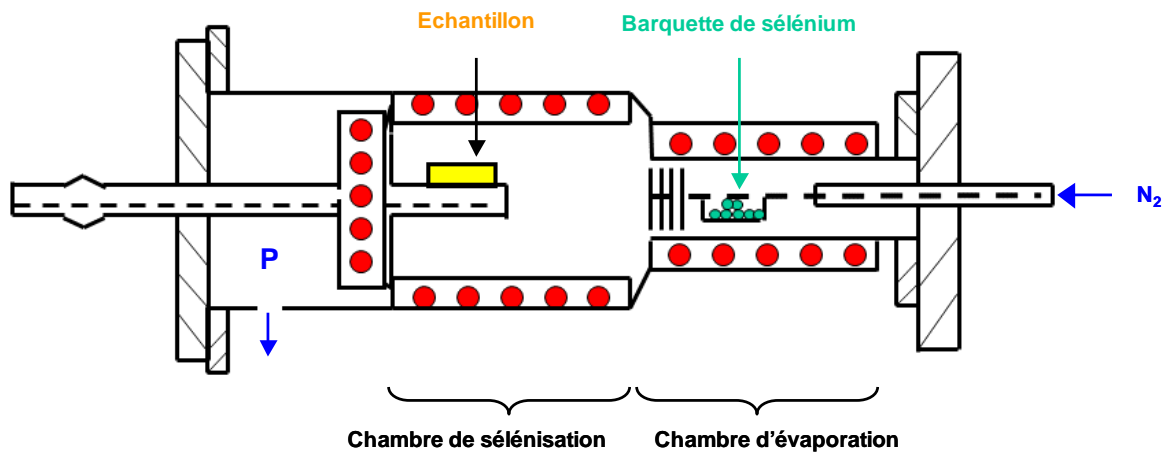 Echantillon
Barquette de sélénium
N2
P
Chambre de sélénisation
Chambre d’évaporation